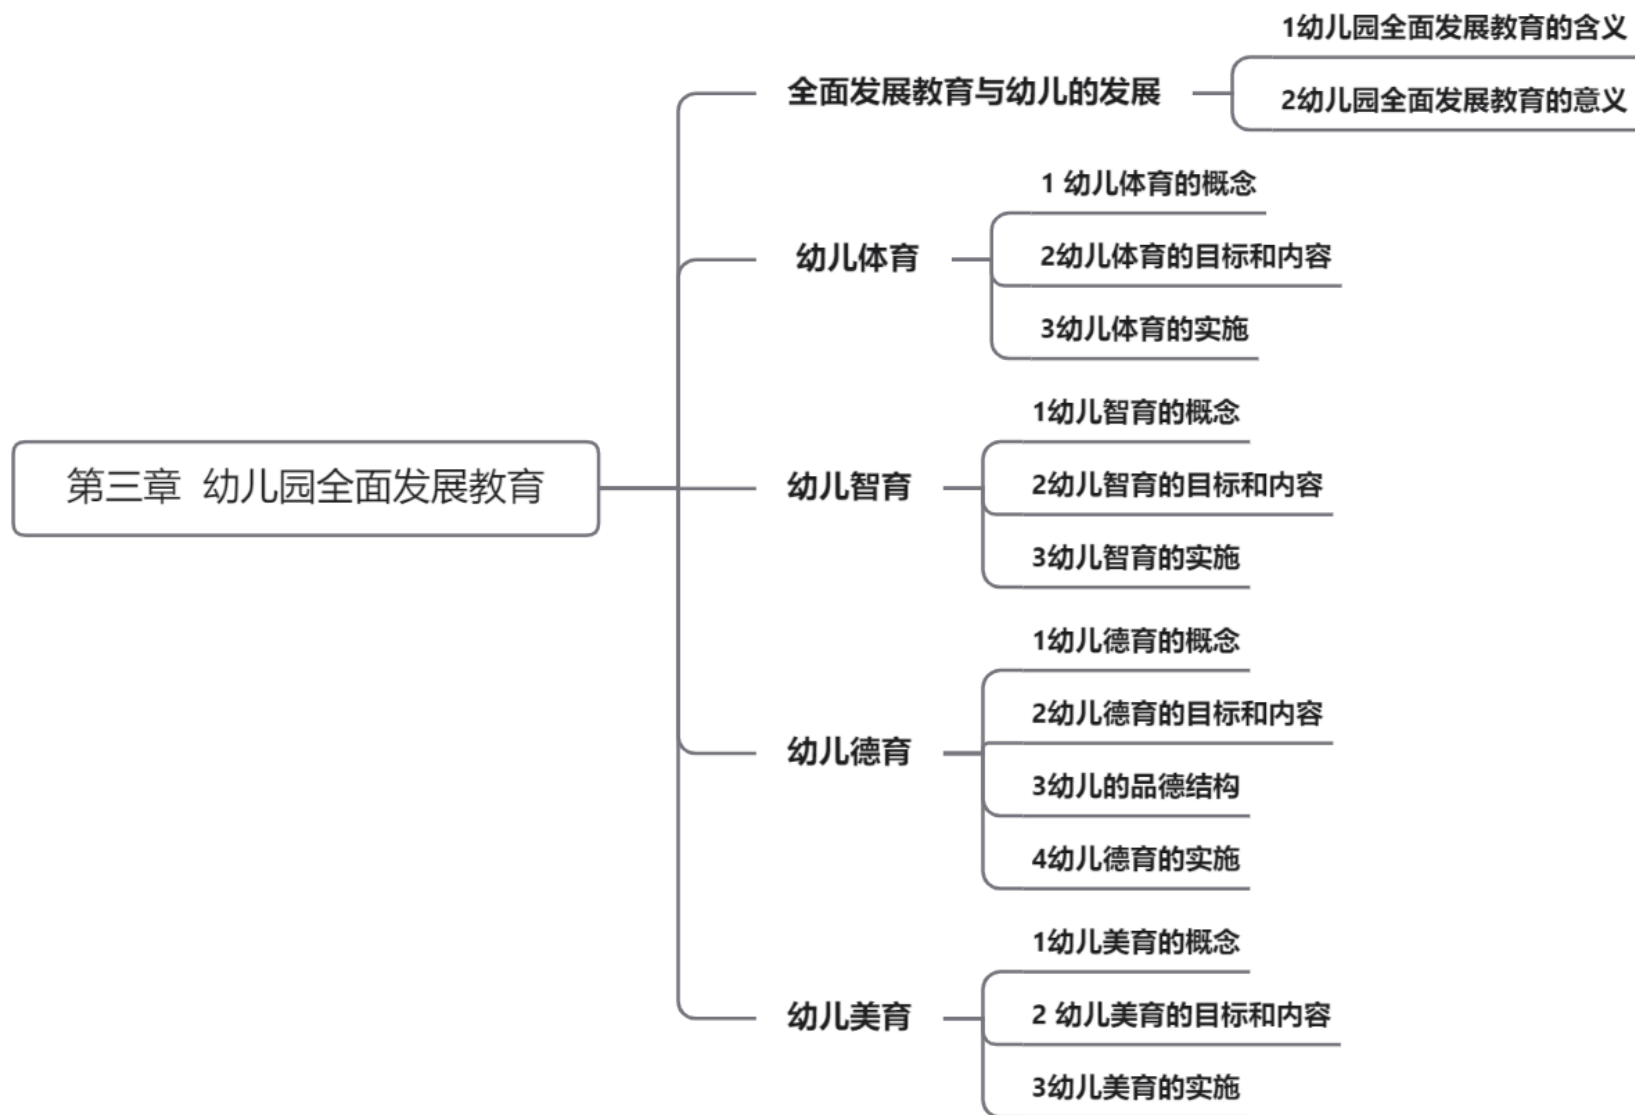 第三章 幼儿园全面发展教育
全面发展教育与幼儿的发展
1幼儿园全面发展教育的含义
2幼儿园全面发展教育的意义
幼儿体育
1 幼儿体育的概念
2幼儿体育的目标和内容
3幼儿体育的实施
幼儿智育
1幼儿智育的概念
2幼儿智育的目标和内容
3幼儿智育的实施
幼儿德育
1幼儿德育的概念
2幼儿德育的目标和内容
3幼儿的品德结构
4幼儿德育的实施
幼儿美育
1幼儿美育的概念
2 幼儿美育的目标和内容
3幼儿美育的实施